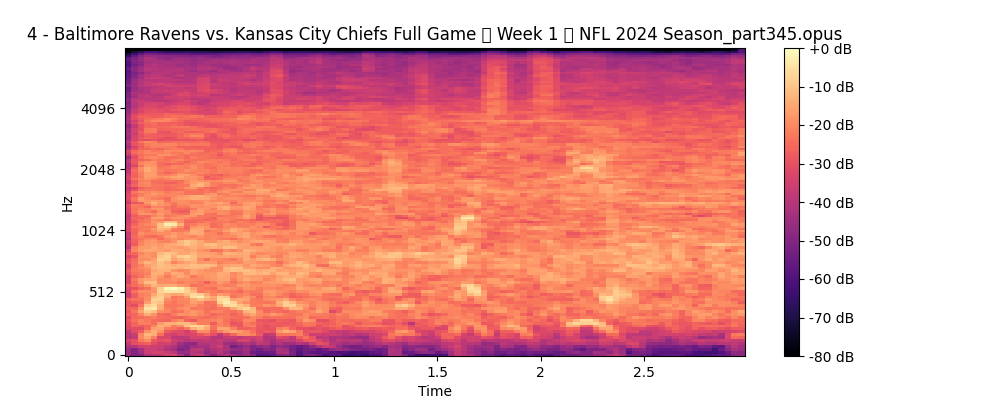 4 - Baltimore Ravens vs. Kansas City Chiefs Full Game ▯ Week 1 ▯ NFL 2024 Season_part345.opus
+0 dB
-10 dB
-20 dB
-30 dB
-40 dB
-50 dB
-60 dB
-70 dB
-80 dB
4096
2048
1024
512
0
Hz
0
0.5
1
1.5
2
2.5
Time